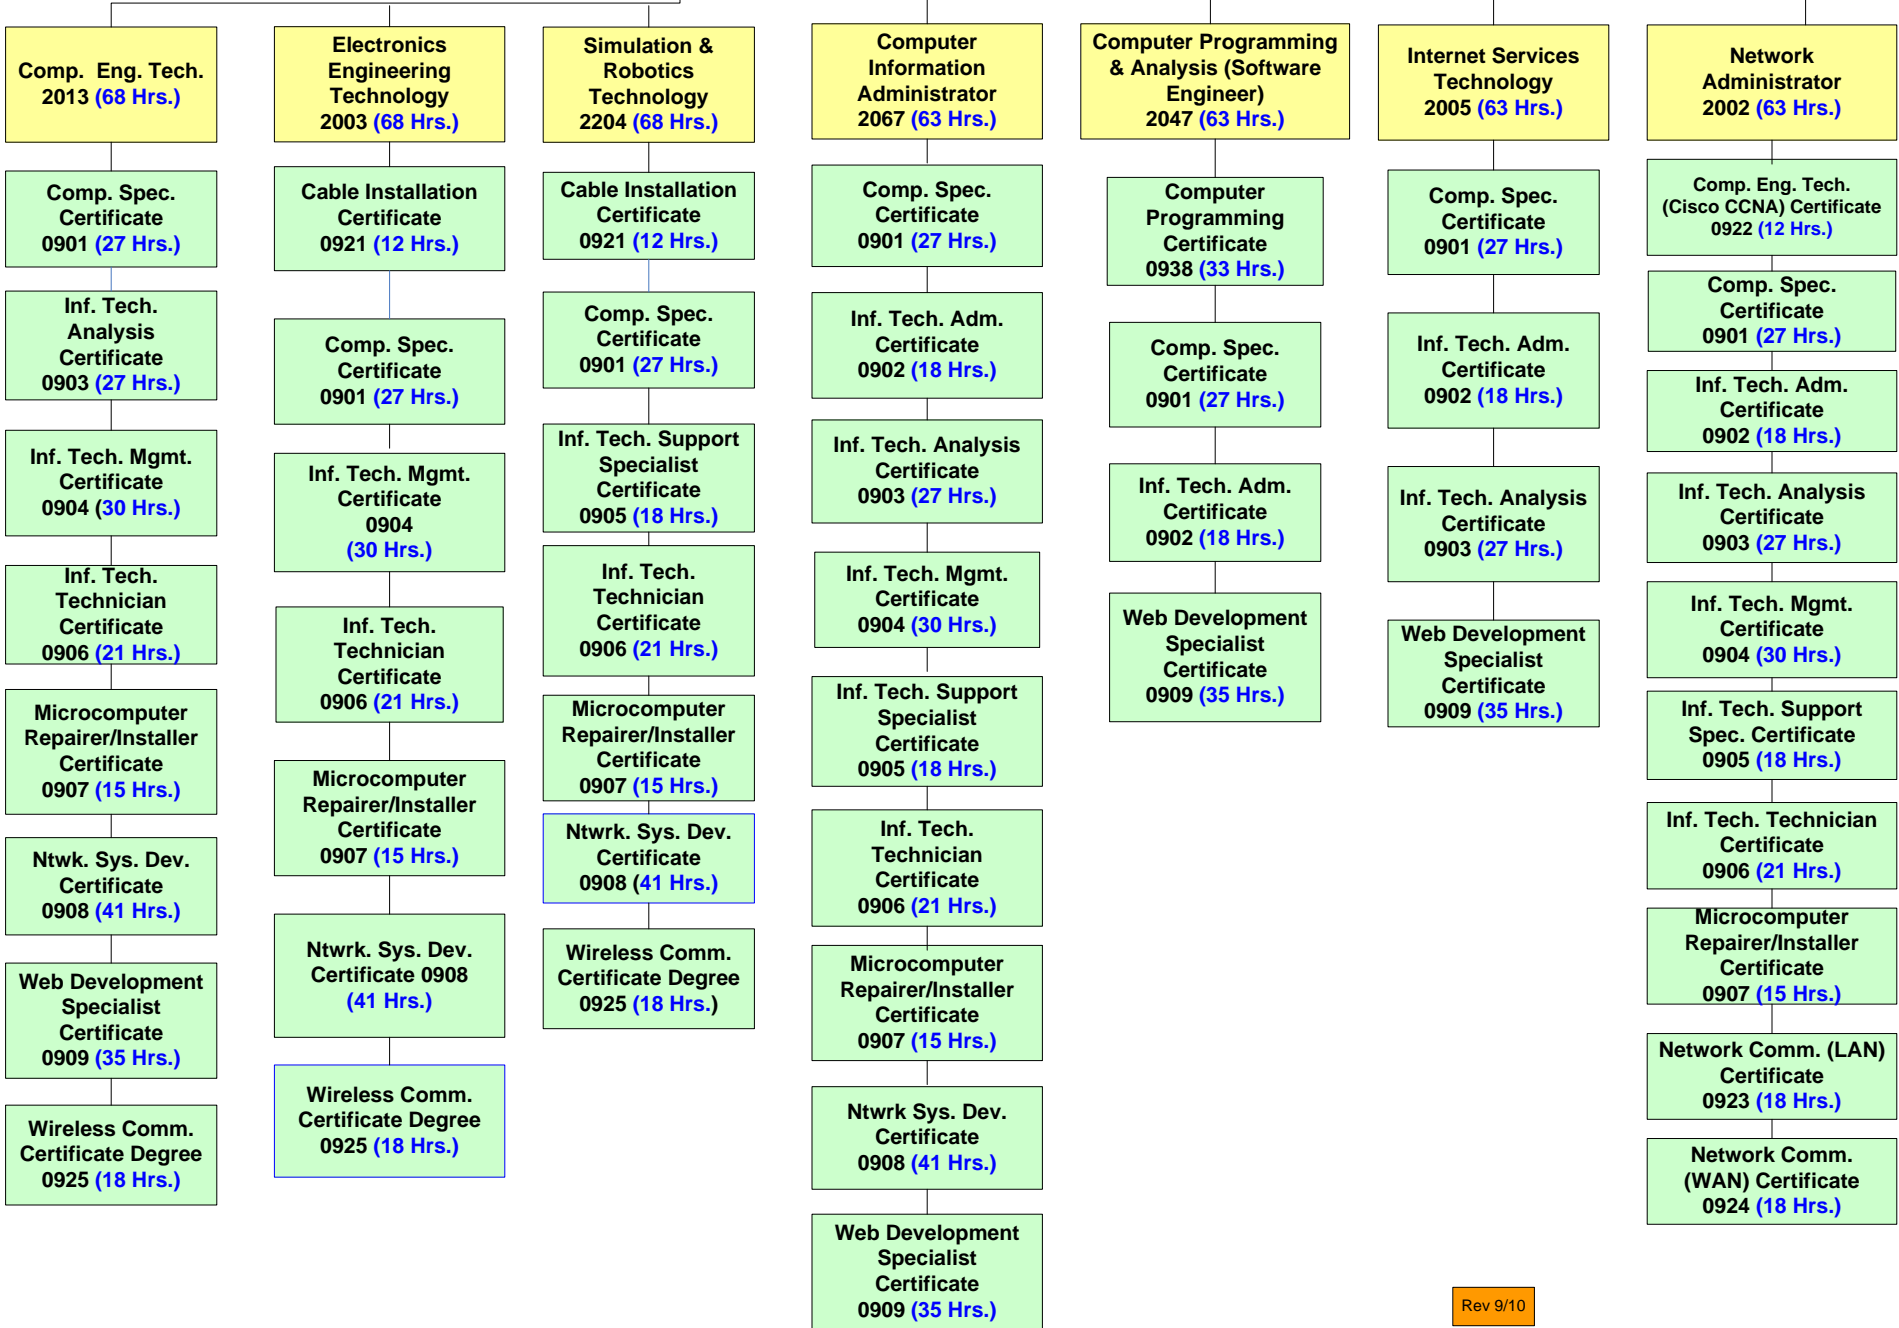 Comp. Eng. Tech.
2013 (68 Hrs.)
Comp. Spec.
Certificate
0901 (27 Hrs.)
Inf. Tech.
Analysis
Certificate
0903 (27 Hrs.)
Inf. Tech. Mgmt.
Certificate
0904 (30 Hrs.)
Inf. Tech.
Technician
Certificate
0906 (21 Hrs.)
Microcomputer
Repairer/Installer
Certificate
0907 (15 Hrs.)
Ntwk. Sys. Dev.
Certificate
0908 (41 Hrs.)
Web Development
Specialist
Certificate
0909 (35 Hrs.)
Wireless Comm.
Certificate Degree
0925 (18 Hrs.)
Electronics
Engineering
Technology
2003 (68 Hrs.)
Cable Installation
Certificate
0921 (12 Hrs.)
Comp. Spec.
Certificate
0901 (27 Hrs.)
Inf. Tech. Mgmt.
Certificate
0904
(30 Hrs.)
Inf. Tech.
Technician
Certificate
0906 (21 Hrs.)
Microcomputer
Repairer/Installer
Certificate
0907 (15 Hrs.)
Ntwrk. Sys. Dev.
Certificate 0908
(41 Hrs.)
Wireless Comm.
Certificate Degree
0925 (18 Hrs.)
Simulation &
Robotics
Technology
2204 (68 Hrs.)
Cable Installation
Certificate
0921 (12 Hrs.)
Comp. Spec.
Certificate
0901 (27 Hrs.)
Inf. Tech. Support
Specialist
Certificate
0905 (18 Hrs.)
Inf. Tech.
Technician
Certificate
0906 (21 Hrs.)
Microcomputer
Repairer/Installer
Certificate
0907 (15 Hrs.)
Ntwrk. Sys. Dev.
Certificate
0908 (41 Hrs.)
Wireless Comm.
Certificate Degree
0925 (18 Hrs.)
Computer
Information
Administrator
2067 (63 Hrs.)
Comp. Spec.
Certificate
0901 (27 Hrs.)
Inf. Tech. Adm.
Certificate
0902 (18 Hrs.)
Inf. Tech. Analysis
Certificate
0903 (27 Hrs.)
Inf. Tech. Mgmt.
Certificate
0904 (30 Hrs.)
Inf. Tech. Support
Specialist
Certificate
0905 (18 Hrs.)
Inf. Tech.
Technician
Certificate
0906 (21 Hrs.)
Microcomputer
Repairer/Installer
Certificate
0907 (15 Hrs.)
Ntwrk Sys. Dev.
Certificate
0908 (41 Hrs.)
Web Development
Specialist
Certificate
0909 (35 Hrs.)
Computer Programming
& Analysis (Software
Engineer)
2047 (63 Hrs.)
Computer
Programming
Certificate
0938 (33 Hrs.)
Comp. Spec.
Certificate
0901 (27 Hrs.)
Inf. Tech. Adm.
Certificate
0902 (18 Hrs.)
Web Development
Specialist
Certificate
0909 (35 Hrs.)
Internet Services
Technology
2005 (63 Hrs.)
Comp. Spec.
Certificate
0901 (27 Hrs.)
Inf. Tech. Adm.
Certificate
0902 (18 Hrs.)
Inf. Tech. Analysis
Certificate
0903 (27 Hrs.)
Web Development
Specialist
Certificate
0909 (35 Hrs.)
Network
Administrator
2002 (63 Hrs.)
Comp. Eng. Tech.
(Cisco CCNA) Certificate
0922 (12 Hrs.)
Comp. Spec.
Certificate
0901 (27 Hrs.)
Inf. Tech. Adm.
Certificate
0902 (18 Hrs.)
Inf. Tech. Analysis
Certificate
0903 (27 Hrs.)
Inf. Tech. Mgmt.
Certificate
0904 (30 Hrs.)
Inf. Tech. Support
Spec. Certificate
0905 (18 Hrs.)
Inf. Tech. Technician
Certificate
0906 (21 Hrs.)
Microcomputer
Repairer/Installer
Certificate
0907 (15 Hrs.)
Network Comm. (LAN)
Certificate
0923 (18 Hrs.)
Network Comm.
(WAN) Certificate
0924 (18 Hrs.)
Rev 9/10